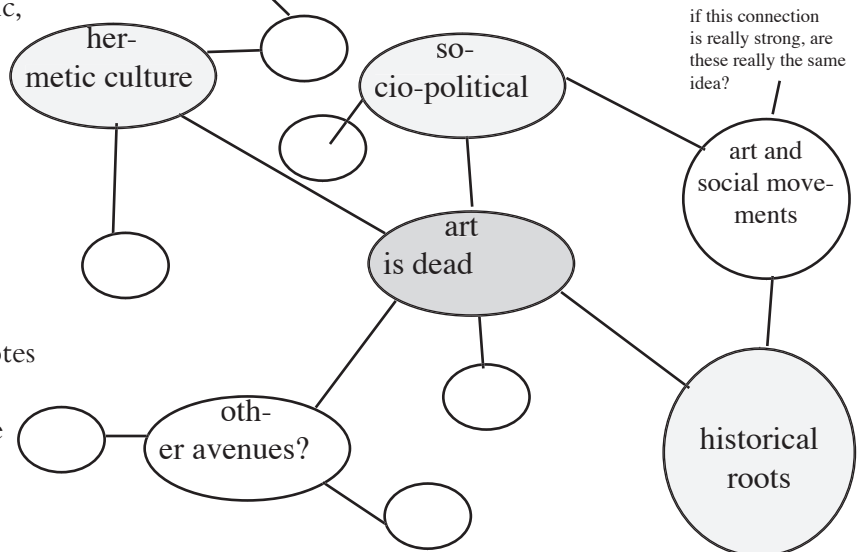 ic,
her-
metic culture
so-
cio-political
if this connection
is really strong, are
these really the same
idea?
art and
social move-
ments
art
is dead
otes
oth-
er avenues?
e
historical
roots